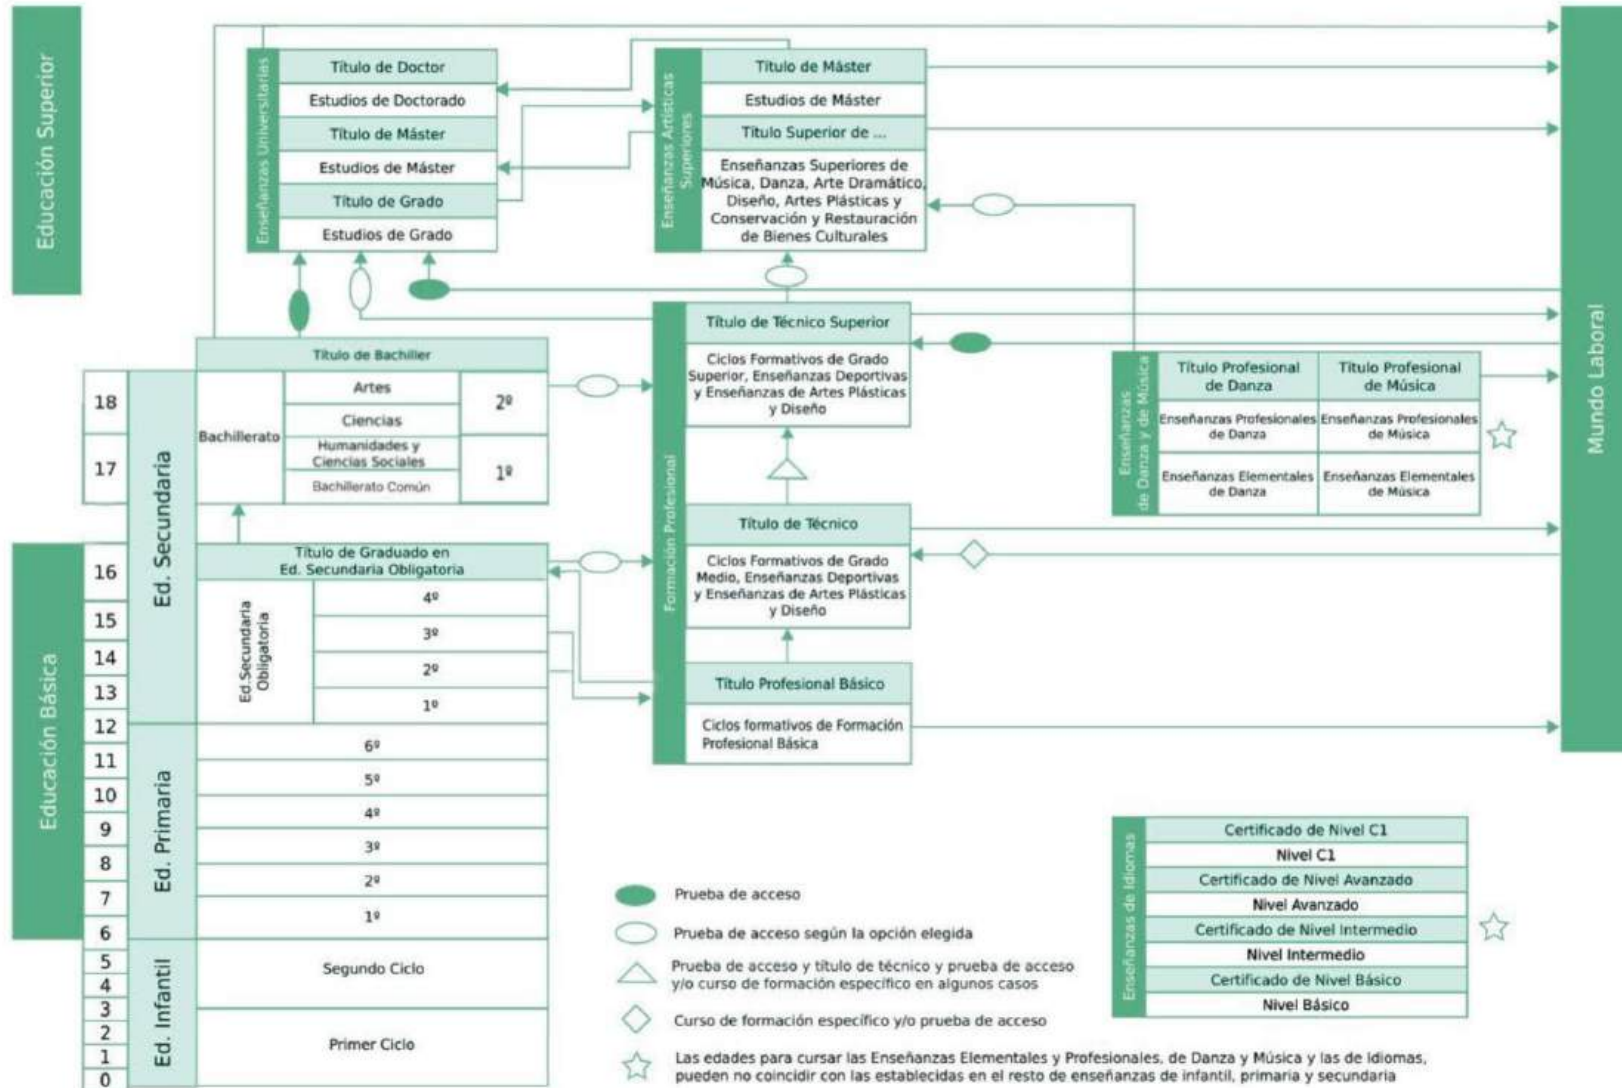 Educación Superior
Enseñanzas Universitarias
Título de Doctor
Estudios de Doctorado
Título de Máster
Estudios de Máster
Título de Grado
Estudios de Grado
Enseñanzas Artísticas
Superiores
Título de Máster
Estudios de Máster
Título Superior de ...
Enseñanzas Superiores de
Música, Danza, Arte Dramático,
Diseño, Artes Plásticas y
Conservación y Restauración
de Bienes Culturales
Mundo Laboral
Título de Bachiller
18
17
Ed. Secundaria
Bachillerato
Artes
Ciencias
Humanidades y
Ciencias Sociales
Bachillerato Común
2º
1º
Formación Profesional
Título de Técnico Superior
Ciclos Formativos de Grado
Superior, Enseñanzas Deportivas
y Enseñanzas de Artes Plásticas
y Diseño
Título de Técnico
Ciclos Formativos de Grado
Medio, Enseñanzas Deportivas
y Enseñanzas de Artes Plásticas
y Diseño
Título Profesional Básico
Ciclos formativos de Formación
Profesional Básica
Enseñanzas
de Danza y de Música
Título Profesional
de Danza
Título Profesional
de Música
Enseñanzas Profesionales
de Danza
Enseñanzas Profesionales
de Música
Enseñanzas Elementales
de Danza
Enseñanzas Elementales
de Música
Educación Básica
16
15
14
13
12
11
10
9
8
7
6
5
4
3
2
1
0
Título de Graduado en
Ed. Secundaria Obligatoria
Ed.Secundaria
Obligatoria
4º
3º
2º
1º
Ed. Primaria
6º
5º
4º
3º
2º
1º
Ed. Infantil
Segundo Ciclo
Primer Ciclo
Prueba de acceso
Prueba de acceso según la opción elegida
Prueba de acceso y título de técnico y prueba de acceso
y/o curso de formación específico en algunos casos
Curso de formación específico y/o prueba de acceso
Las edades para cursar las Enseñanzas Elementales y Profesionales, de Danza y Música y las de Idiomas,
pueden no coincidir con las establecidas en el resto de enseñanzas de infantil, primaria y secundaria
Enseñanzas de Idiomas
Certificado de Nivel C1
Nivel C1
Certificado de Nivel Avanzado
Nivel Avanzado
Certificado de Nivel Intermedio
Nivel Intermedio
Certificado de Nivel Básico
Nivel Básico